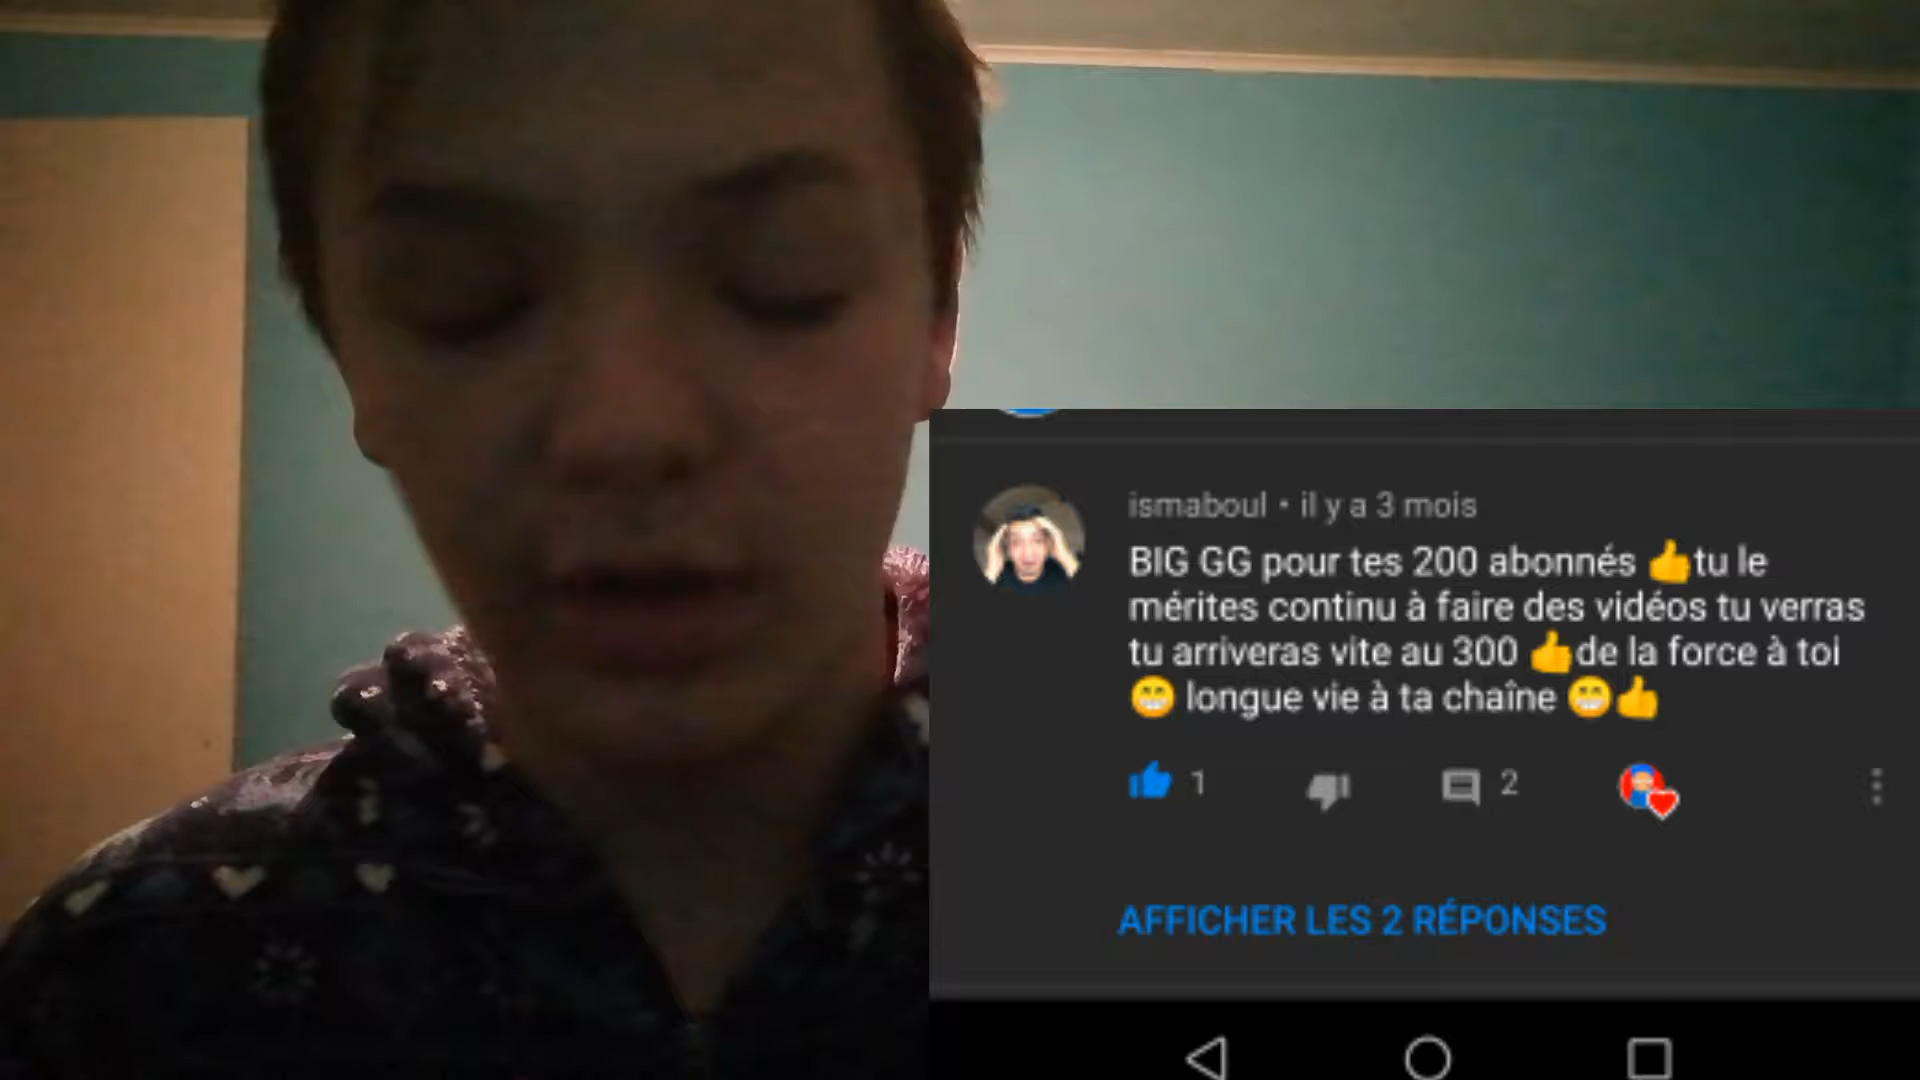 ismaboul • il y a 3 mois
BIG GG pour tes 200 abonnés 👍tu le
mérites continu à faire des vidéos tu verras
tu arriveras vite au 300 👍de la force à toi
😁 longue vie à ta chaîne 😁👍
1 2
AFFICHER LES 2 RÉPONSES